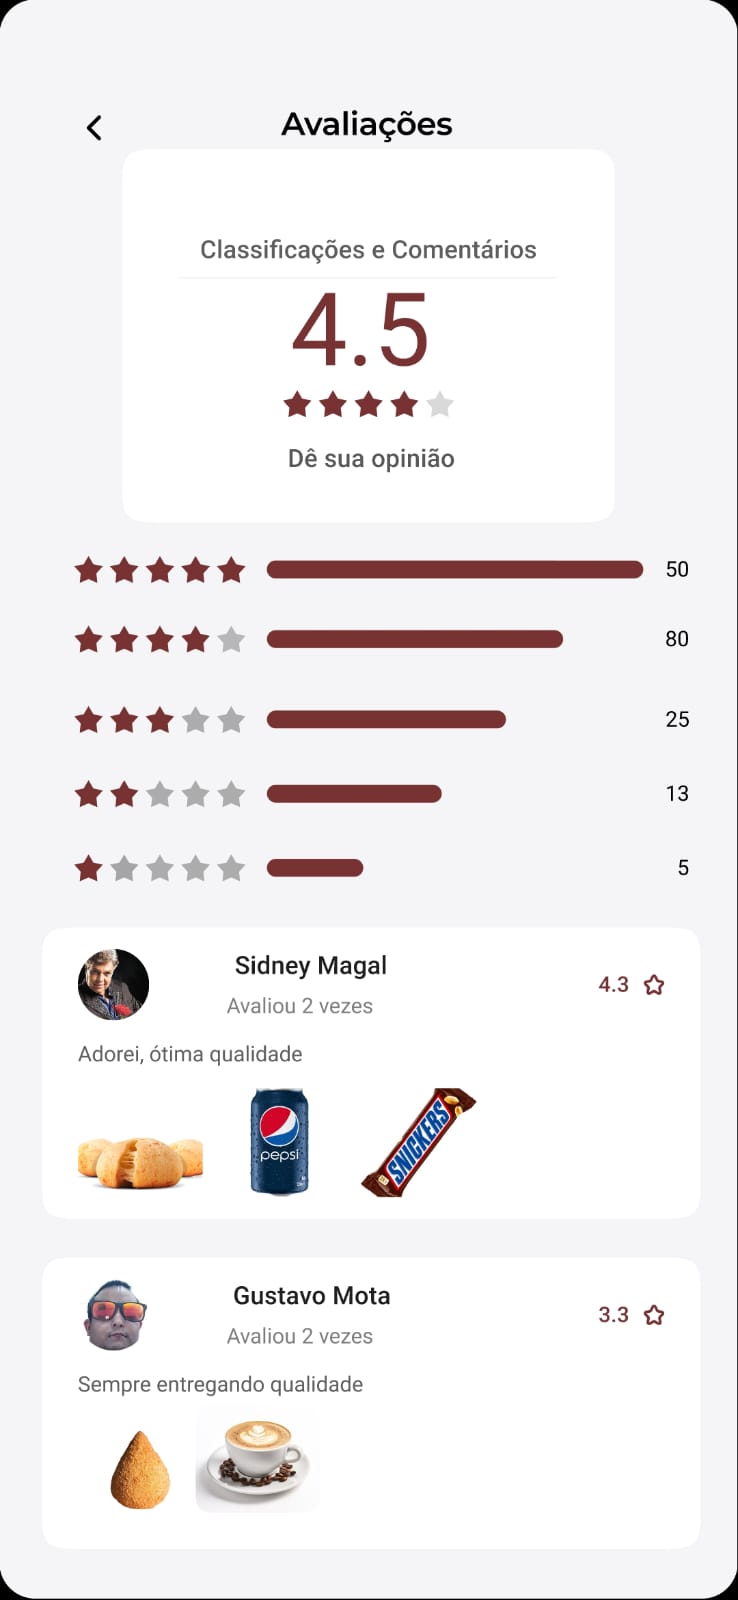 Avaliações
Classificações e Comentários
4.5
Dê sua opinião
50
80
25
13
5
Sidney Magal
Avaliou 2 vezes
4.3
Adorei, ótima qualidade
pepsi
SNICKERS
Gustavo Mota
Avaliou 2 vezes
3.3
Sempre entregando qualidade